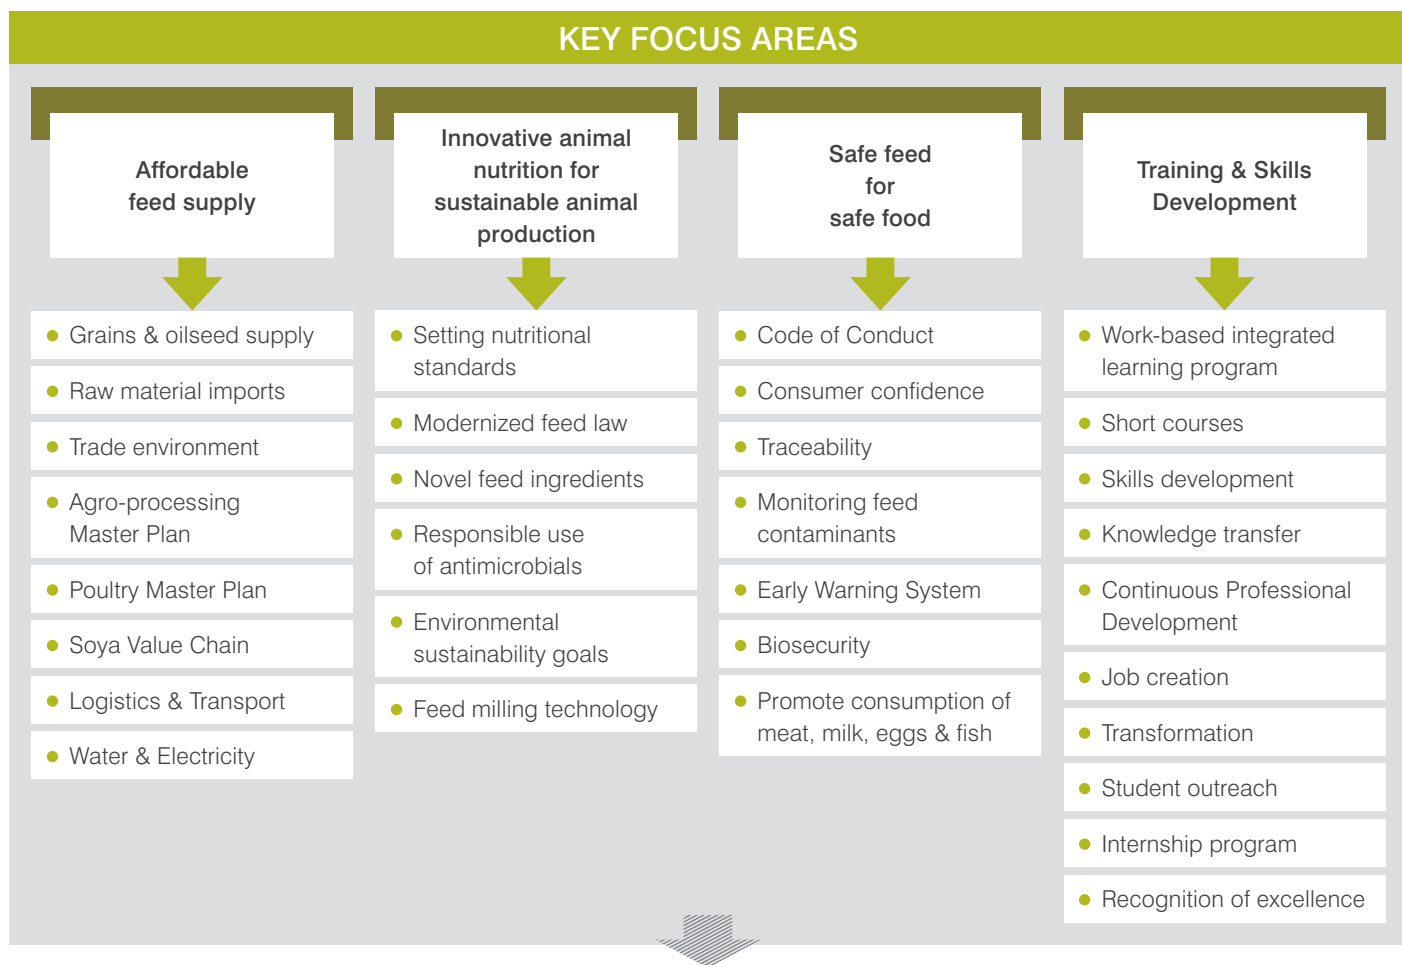 KEY FOCUS AREAS
Affordable
feed supply
• Grains & oilseed supply
• Raw material imports
• Trade environment
• Agro-processing
Master Plan
• Poultry Master Plan
• Soya Value Chain
• Logistics & Transport
• Water & Electricity
Innovative animal
nutrition for
sustainable animal
production
• Setting nutritional
standards
• Modernized feed law
• Novel feed ingredients
• Responsible use
of antimicrobials
• Environmental
sustainability goals
• Feed milling technology
Safe feed
for
safe food
• Code of Conduct
• Consumer confidence
• Traceability
• Monitoring feed
contaminants
• Early Warning System
• Biosecurity
• Promote consumption of
meat, milk, eggs & fish
Training & Skills
Development
• Work-based integrated
learning program
• Short courses
• Skills development
• Knowledge transfer
• Continuous Professional
Development
• Job creation
• Transformation
• Student outreach
• Internship program
• Recognition of excellence